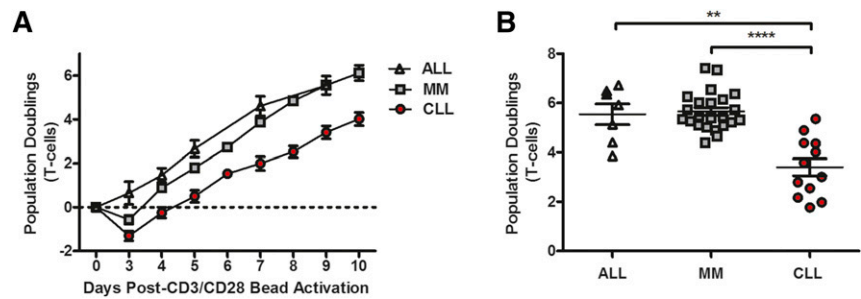 A
Population Doublings
(T-cells)
6
4
2
0
-2
0 3 4 5 6 7 8 9 10
Days Post-CD3/CD28 Bead Activation
ALL
MM
CLL
B
**
****
Population Doublings
(T-cells)
8
6
4
2
0
ALL MM CLL